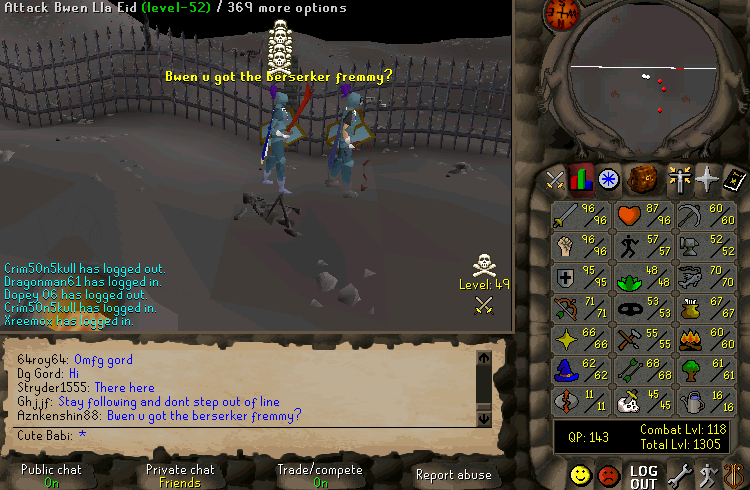 Attack Bwen Lla Eid (level-52) / 369 more options
Bwen u got the Berserker fremmy?
Crim50n5kull has logged out.
Dragonman61 has logged in.
Dopey 06 has logged out.
Crim50n5kull has logged in.
Xreemox has logged in.
Level: 49
64roy64: Omfg gord
Dg Gord: Hi
Stryder1555: There here
Ghjjf: Stay following and dont step out of line
Aznkenshin88: Bwen u got the berserker fremmy?
Cute Babi: *
Public chat
On
Private chat
Friends
Trade/compete
On
Report abuse
96/96 87/96 60/60
96/96 57/57 52/52
95/95 48/48 70/70
71/71 53/53 67/67
66/66 55/55 60/60
62/62 68/68 61/61
11/11 45/45 16/16
QP: 143
Combat Lvl: 118
Total Lvl: 1305
LOG
OUT